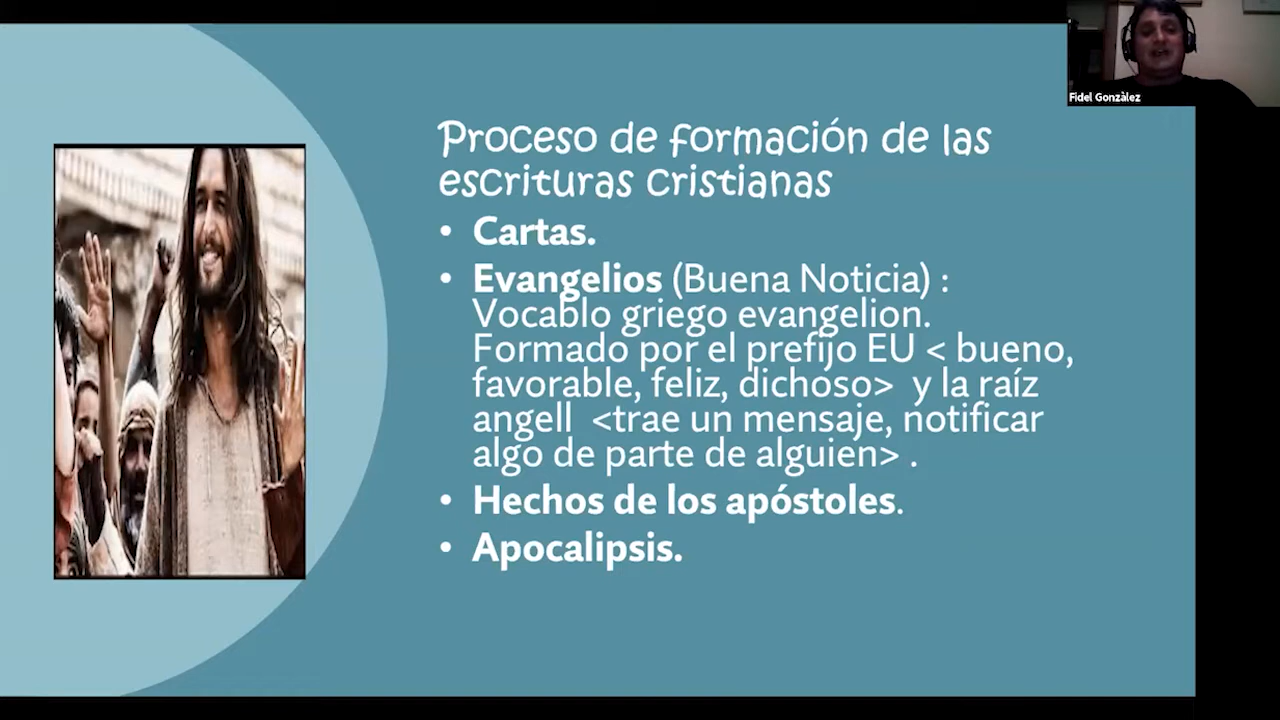 Fidel Gonzàlez
Proceso de formación de las
escrituras cristianas
• Cartas.
• Evangelios (Buena Noticia) :
Vocablo griego evangelion.
Formado por el prefijo EU < bueno,
favorable, feliz, dichoso> y la raíz
angell <trae un mensaje, notificar
algo de parte de alguien> .
• Hechos de los apóstoles.
• Apocalipsis.